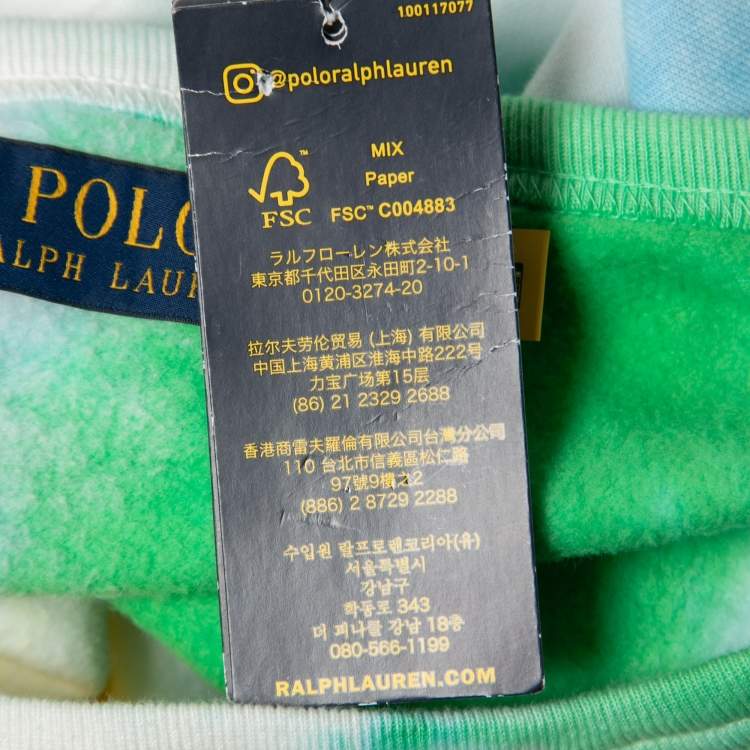 100117077
@poloralphlauren
MIX
Paper
FSC™ C004883
FSC
ラルフローレン株式会社
東京都千代田区永田町2-10-1
0120-3274-20
拉尔夫劳伦贸易 (上海) 有限公司
中国上海黄浦区淮海中路222号
力宝广场第15层
(86) 21 2329 2688
香港商雷夫羅倫有限公司台灣分公司
110 台北市信義區松仁路
97號9樓之2
(886) 2 8729 2288
수입원 랄프로렌코리아(유)
서울특별시
강남구
학동로 343
더 피나클 강남 18층
080-566-1199
RALPHLAUREN.COM
POLO
ALPH LAU